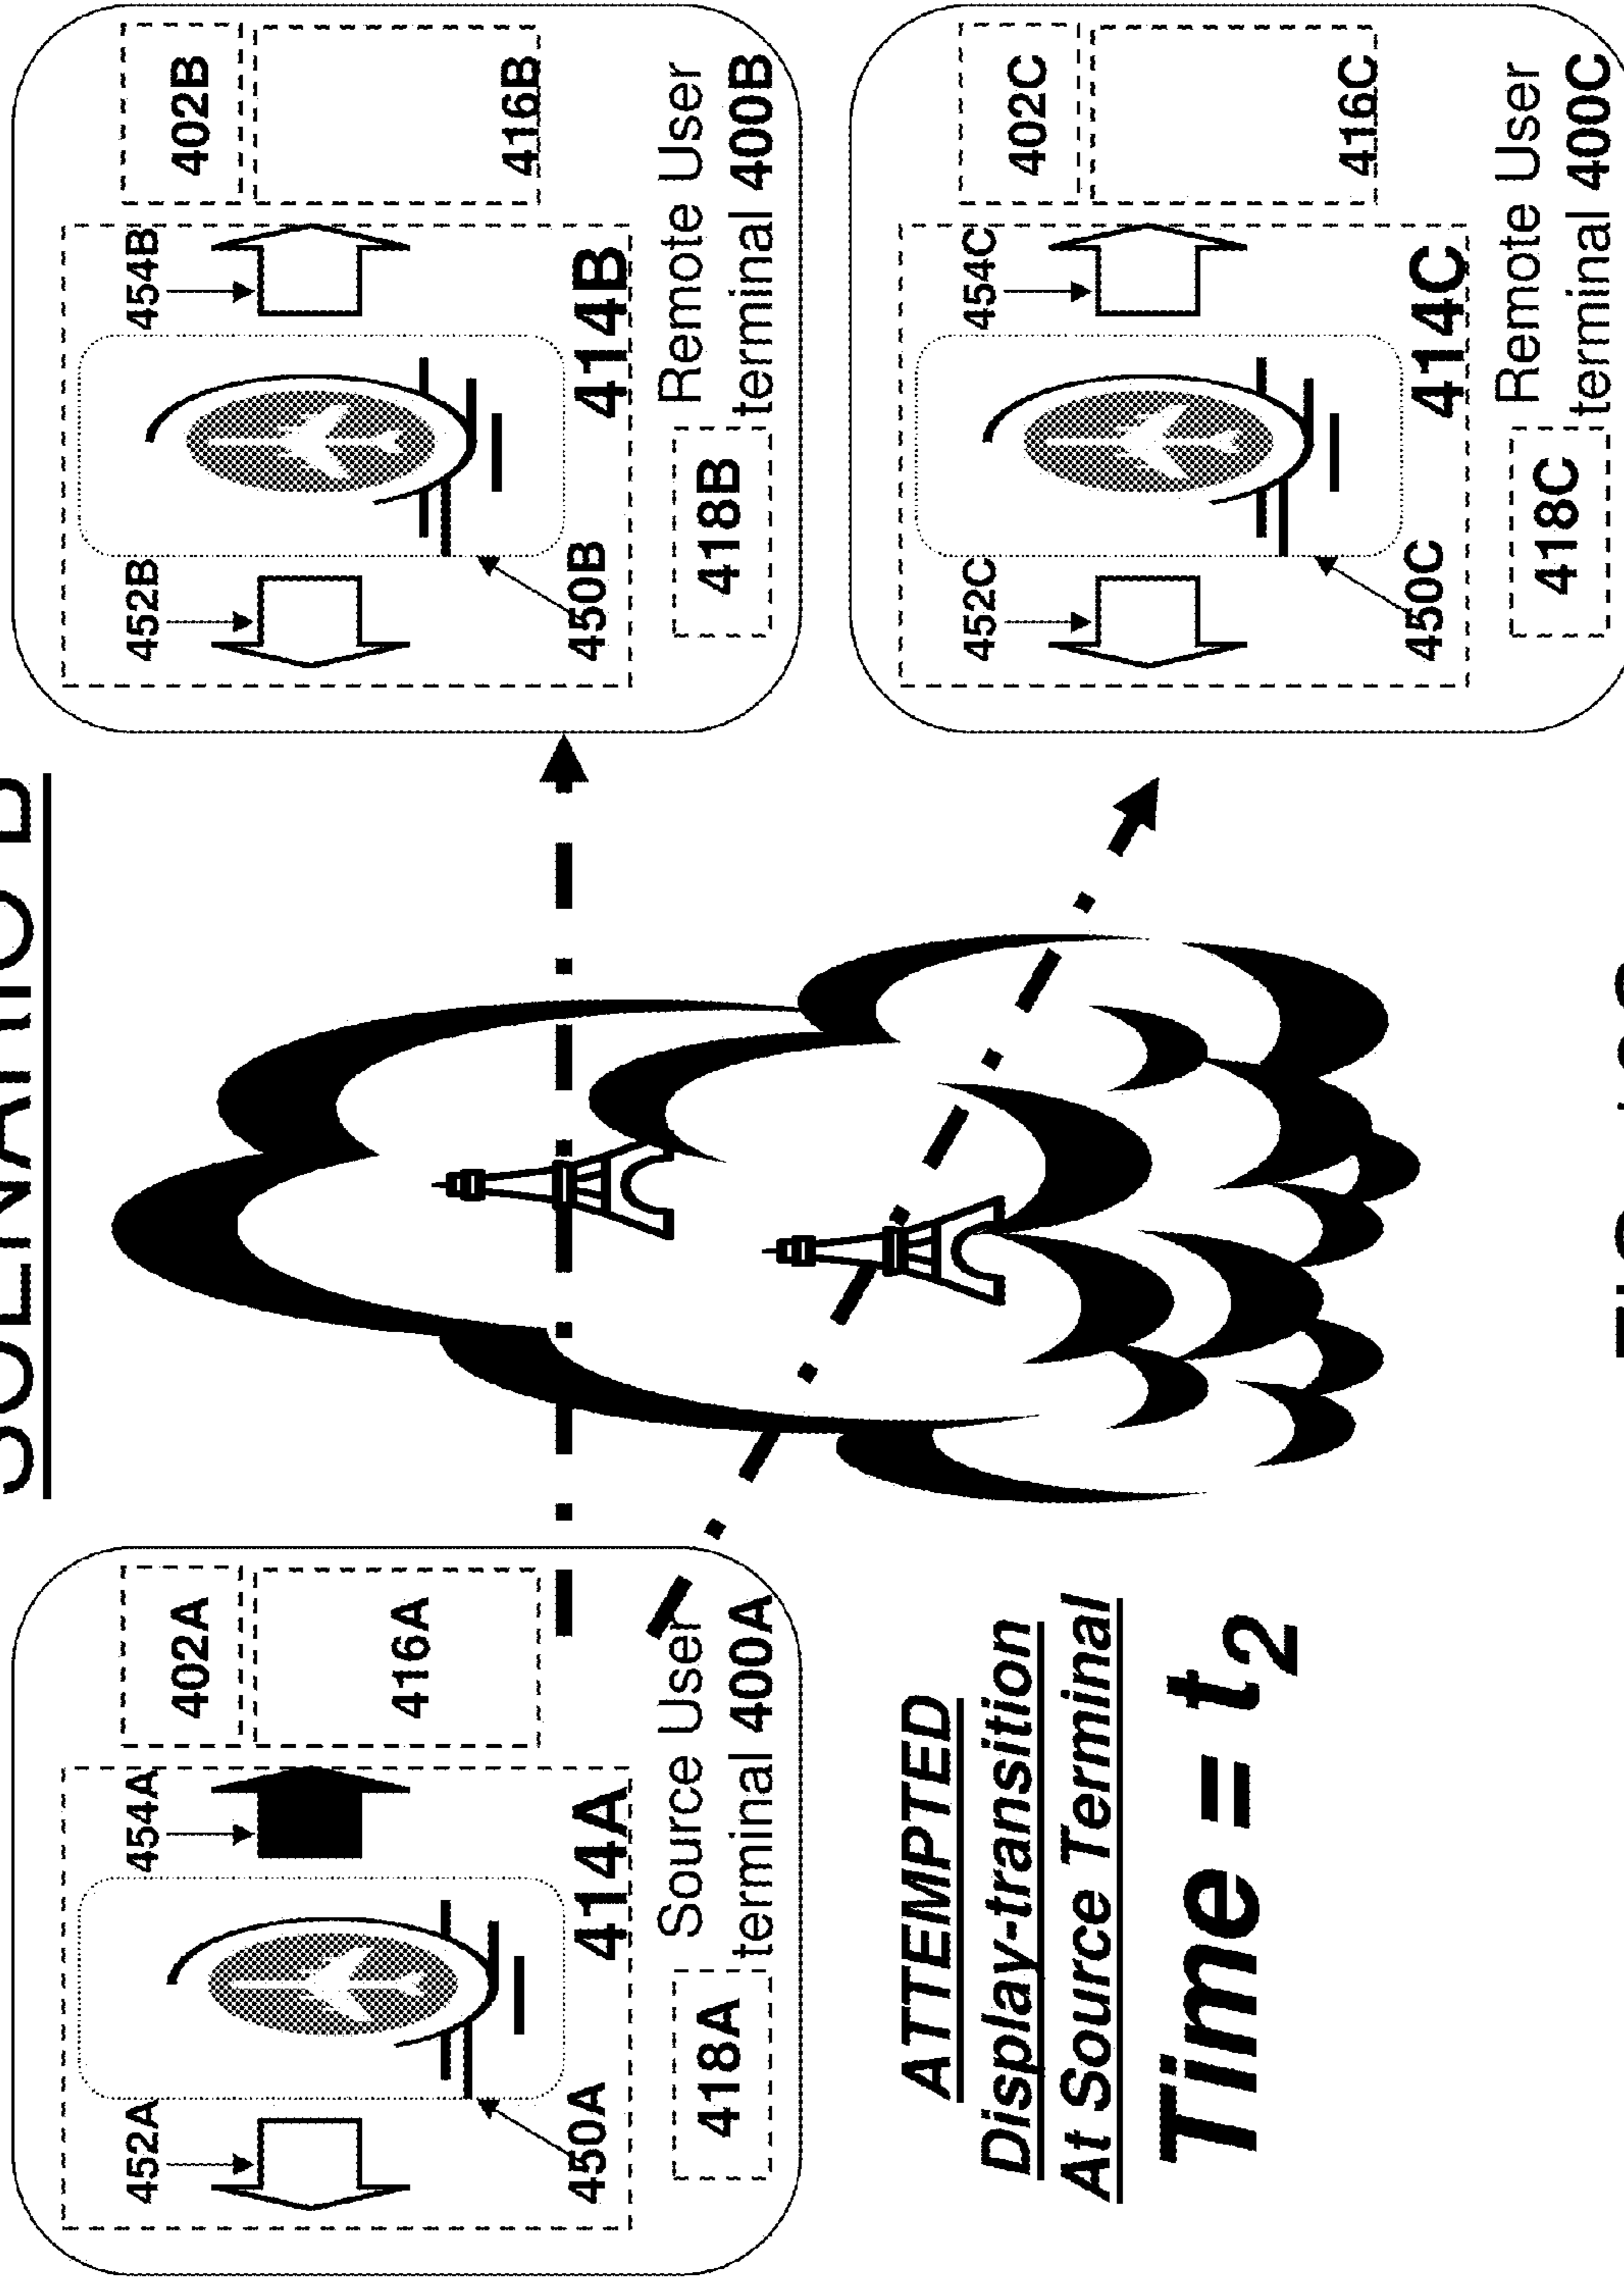 SCENARIO B
454A
402A
452A
416A
450A
414A
418A
Source User
terminal 400A
454B
402B
452B
416B
450B
414B
418B
Remote User
terminal 400B
454C
402C
452C
416C
450C
414C
418C
Remote User
terminal 400C
ATTEMPTED
Display-transition
At Source Terminal
Time = t2